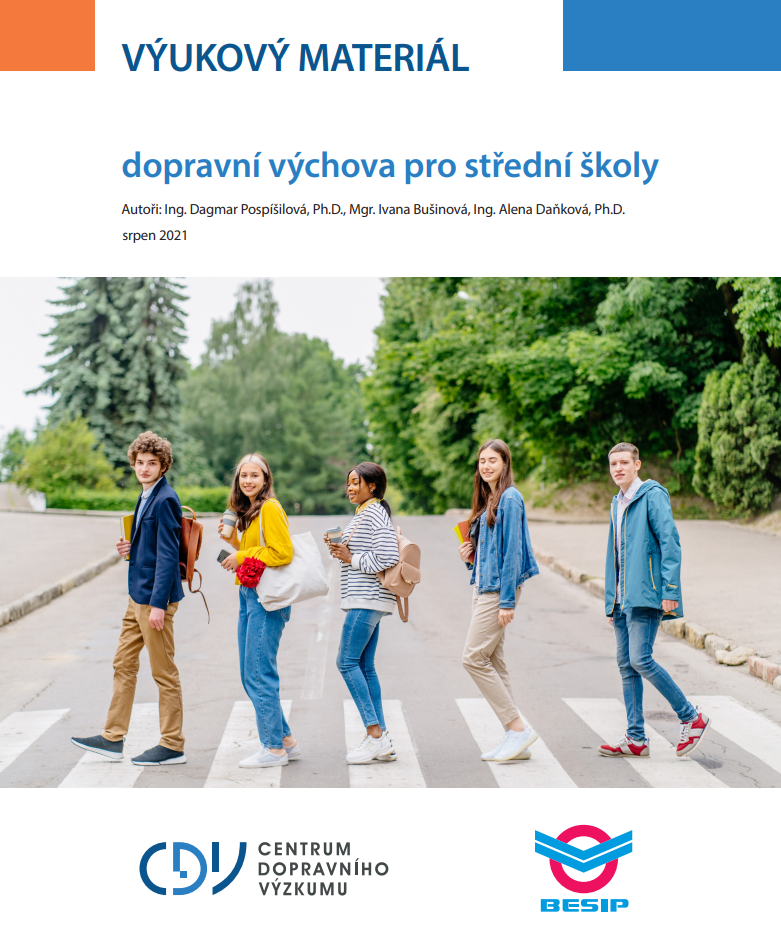 VÝUKOVÝ MATERIÁL
dopravní výchova pro střední školy
Autoři: Ing. Dagmar Pospíšilová, Ph.D., Mgr. Ivana Bušinová, Ing. Alena Daňková, Ph.D.
srpen 2021
CDV
CENTRUM
DOPRAVNÍHO
VÝZKUMU
BESIP